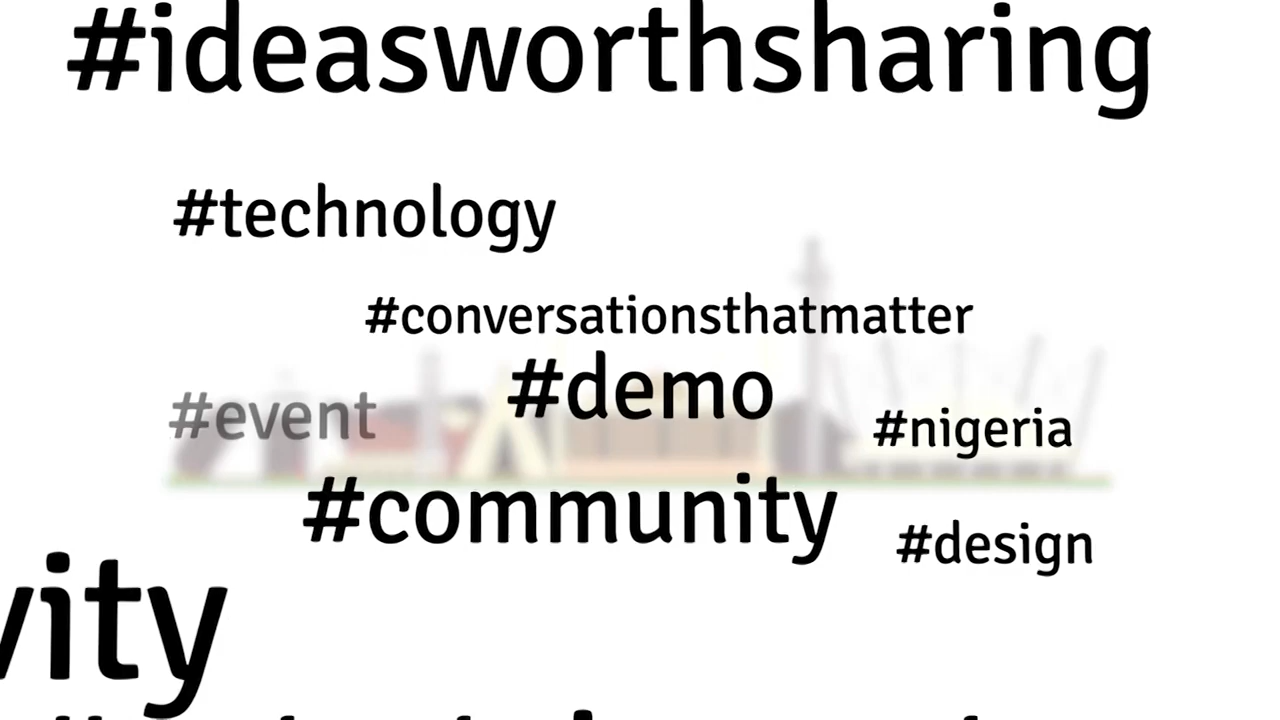 #ideasworthsharing
#technology
#conversationsthatmatter
#demo
#event
#nigeria
#community
#design
vity